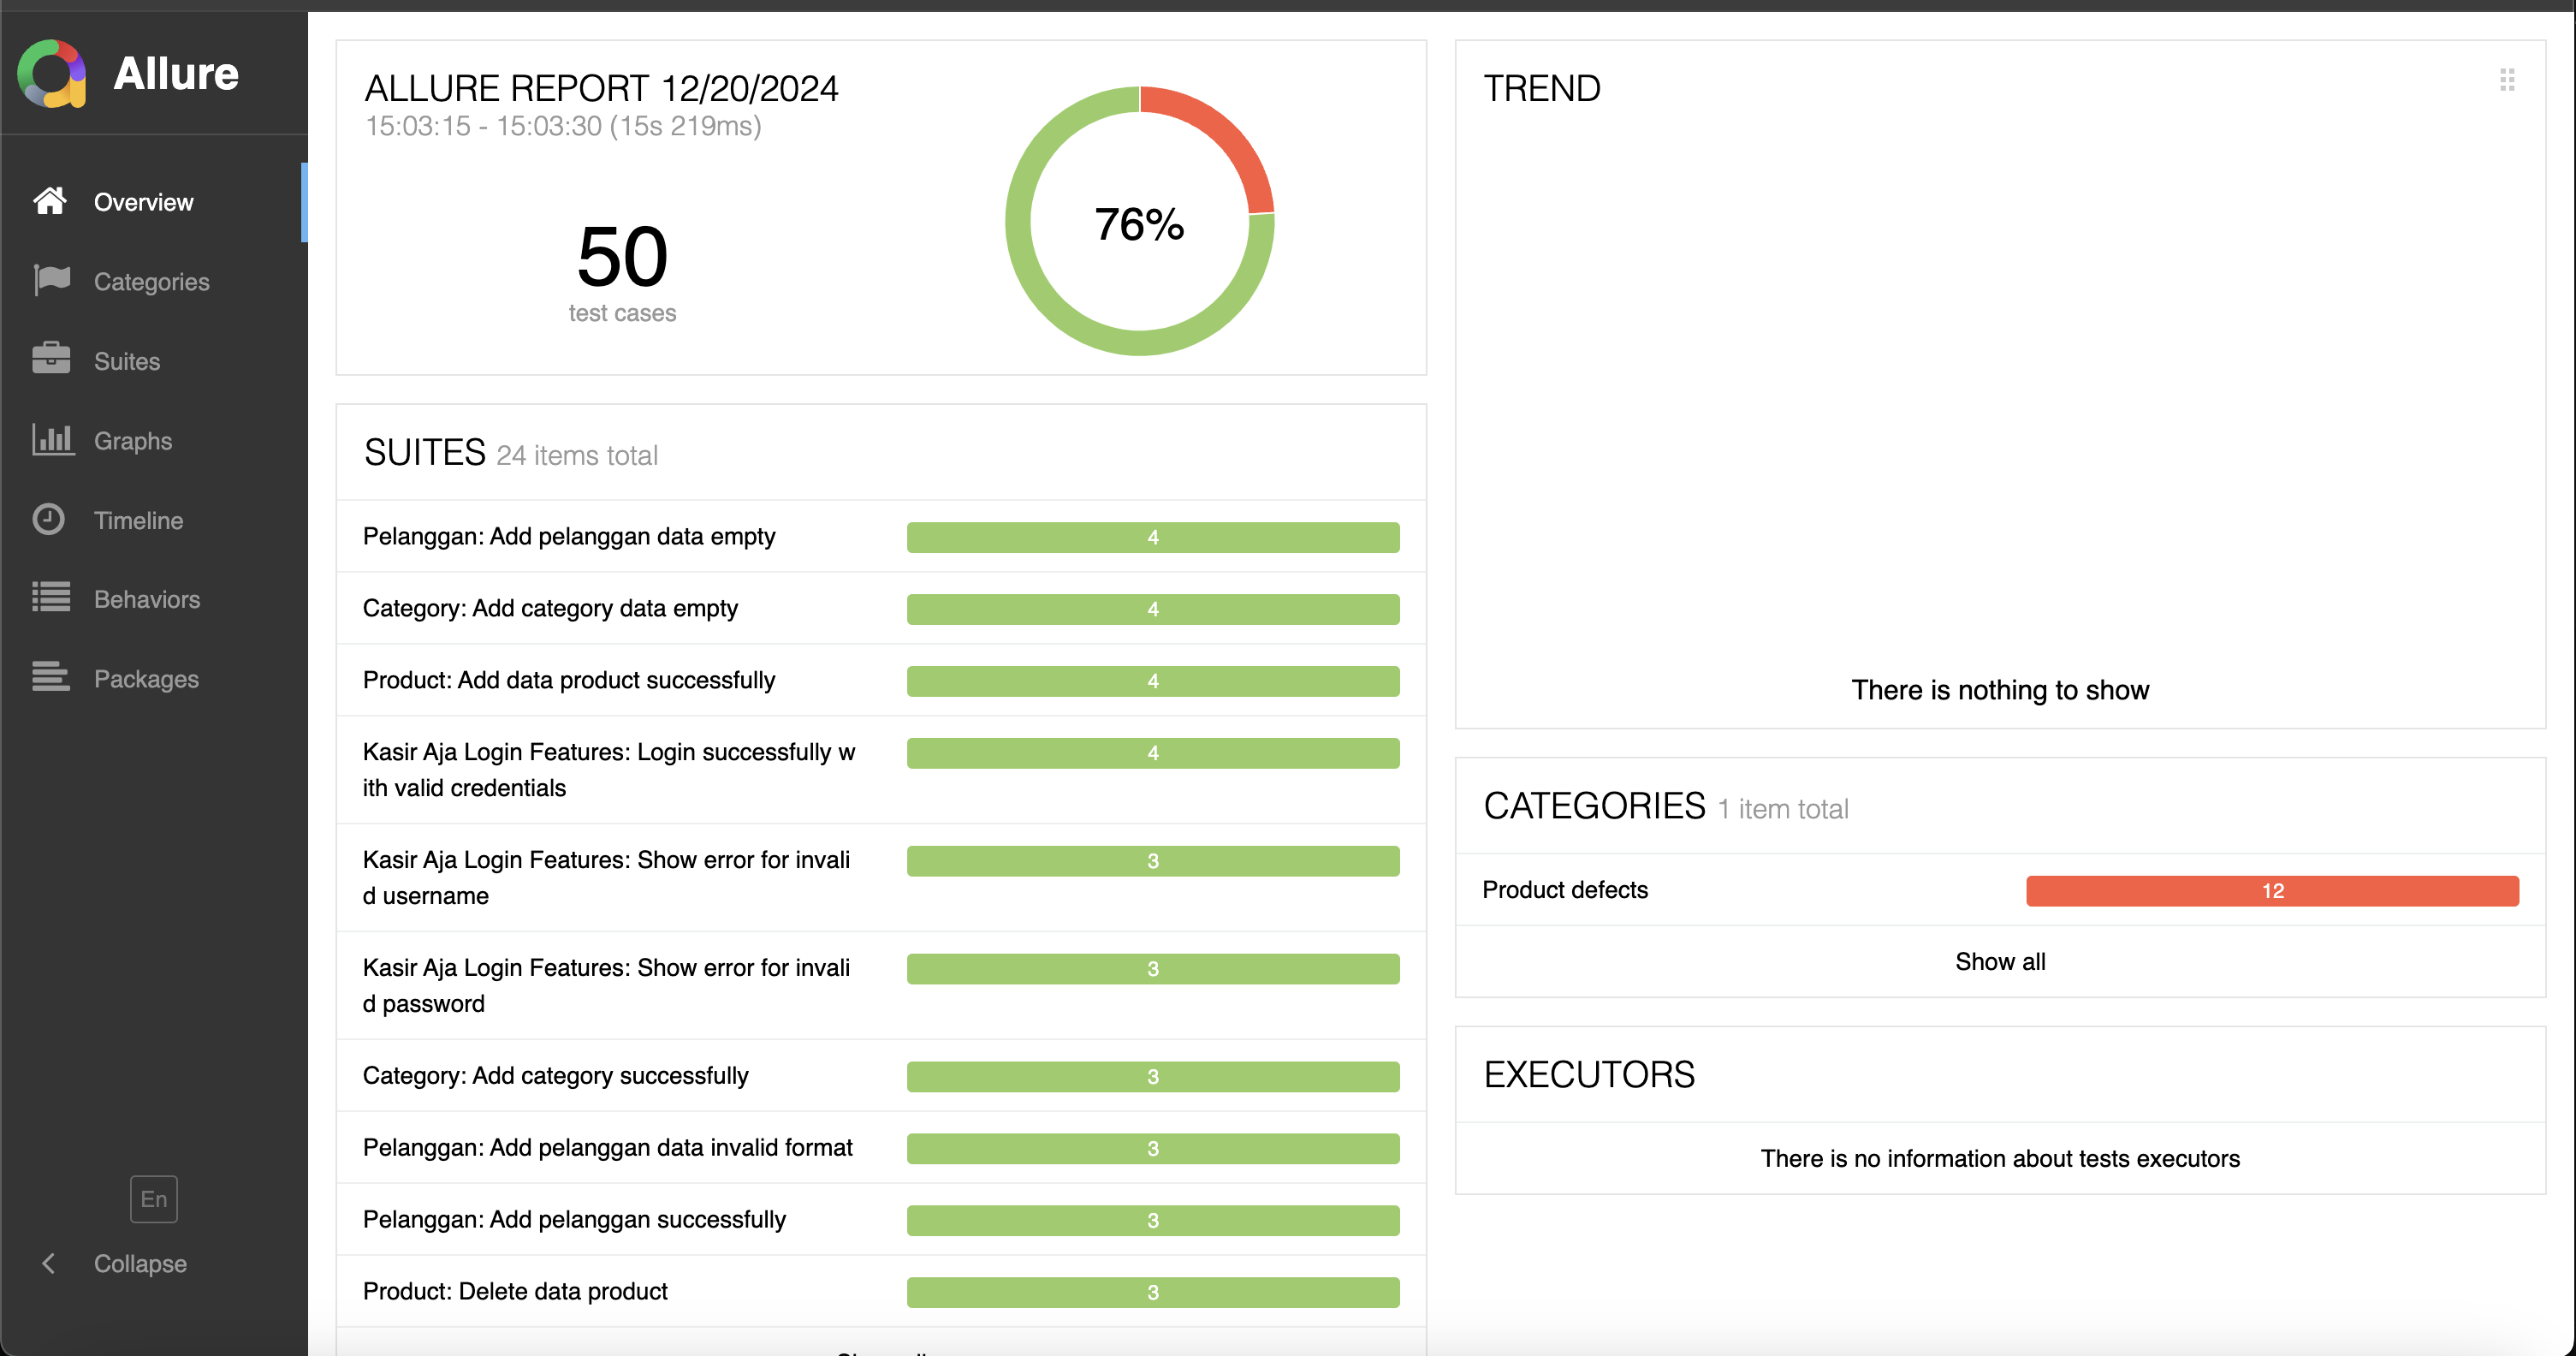 Allure
Overview
Categories
Suites
Graphs
Timeline
Behaviors
Packages
En
Collapse
ALLURE REPORT 12/20/2024
15:03:15 - 15:03:30 (15s 219ms)
50
test cases
76%
SUITES 24 items total
Pelanggan: Add pelanggan data empty
4
Category: Add category data empty
4
Product: Add data product successfully
4
Kasir Aja Login Features: Login successfully w
ith valid credentials
4
Kasir Aja Login Features: Show error for invali
d username
3
Kasir Aja Login Features: Show error for invali
d password
3
Category: Add category successfully
3
Pelanggan: Add pelanggan data invalid format
3
Pelanggan: Add pelanggan successfully
3
Product: Delete data product
3
TREND
There is nothing to show
CATEGORIES 1 item total
Product defects
12
Show all
EXECUTORS
There is no information about tests executors